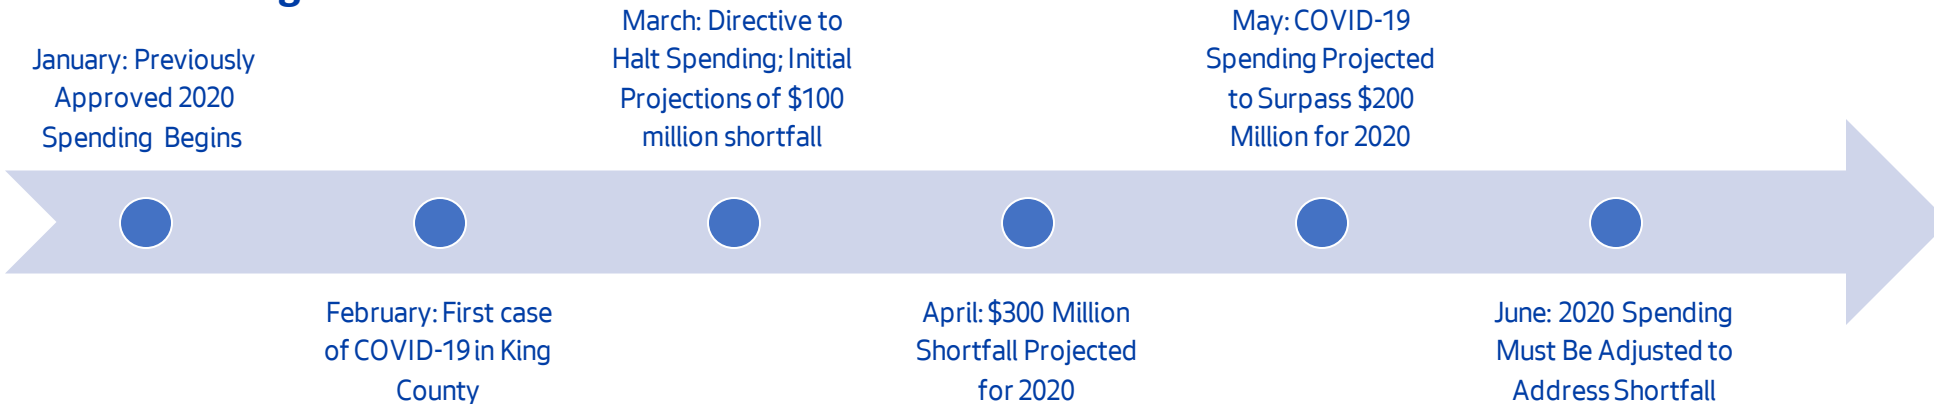 January: Previously
Approved 2020
Spending Begins
February: First case
of COVID-19 in King
County
March: Directive to
Halt Spending; Initial
Projections of $100
million shortfall
April: $300 Million
Shortfall Projected
for 2020
May: COVID-19
Spending Projected
to Surpass $200
Million for 2020
June: 2020 Spending
Must Be Adjusted to
Address Shortfall